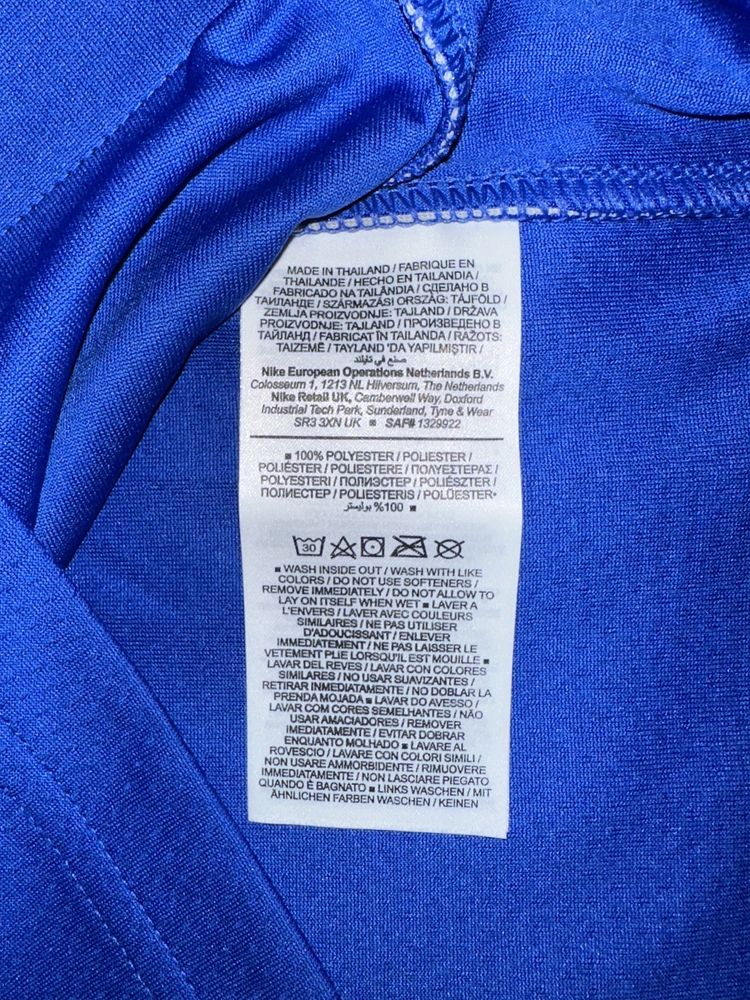 MADE IN THAILAND / FABRIQUE EN
THAILANDE / HECHO EN TAILANDIA /
FABRICADO NA TAILÂNDIA / СДЕЛАНО В
ТАИЛАНДЕ / SZÁRMAZÁSI ORSZÁG: TÁJFÖLD /
ZEMLJA PROIZVODNJE: TAJLAND / DRŽAVA
PROIZVODNJE: TAJLAND / ПРОИЗВЕДЕНО В
ТАЙЛАНД / FABRICAT ÎN TAILANDA / RAŽOTS:
TAIZEMĒ / TAYLAND 'DA YAPILMIŞTIR /
صنع في تايلند
Nike European Operations Netherlands B.V.
Colosseum 1, 1213 NL Hilversum, The Netherlands
Nike Retail UK, Camberwell Way, Doxford
Industrial Tech Park, Sunderland, Tyne & Wear
SR3 3XN UK ■ SAF# 1329922
■ 100% POLYESTER / POLIESTER /
POLIÉSTER / POLIESTERE / ΠΟΛΥΕΣΤΕΡΑΣ /
POLYESTERI / ПОЛИЭСТЕР / POLIÉSZTER /
ПОЛИЕСТЕР / POLIESTERIS / POLÜESTER
100% بوليستر ■
30
■ WASH INSIDE OUT / WASH WITH LIKE
COLORS / DO NOT USE SOFTENERS /
REMOVE IMMEDIATELY / DO NOT ALLOW TO
LAY ON ITSELF WHEN WET ■ LAVER A
L'ENVERS / LAVER AVEC COULEURS
SIMILAIRES / NE PAS UTILISER
D'ADOUCISSANT / ENLEVER
IMMEDIATEMENT / NE PAS LAISSER LE
VETEMENT PLIE LORSQU'IL EST MOUILLE ■
LAVAR DEL REVES / LAVAR CON COLORES
SIMILARES / NO USAR SUAVIZANTES /
RETIRAR INMEDIATAMENTE / NO DOBLAR LA
PRENDA MOJADA ■ LAVAR DO AVESSO /
LAVAR COM CORES SEMELHANTES / NÃO
USAR AMACIADORES / REMOVER
IMEDIATAMENTE / EVITAR DOBRAR
ENQUANTO MOLHADO ■ LAVARE AL
ROVESCIO / LAVARE CON COLORI SIMILI /
NON USARE AMMORBIDENTE / RIMUOVERE
IMMEDIATAMENTE / NON LASCIARE PIEGATO
QUANDO È BAGNATO ■ LINKS WASCHEN / MIT
ÄHNLICHEN FARBEN WASCHEN / KEINEN